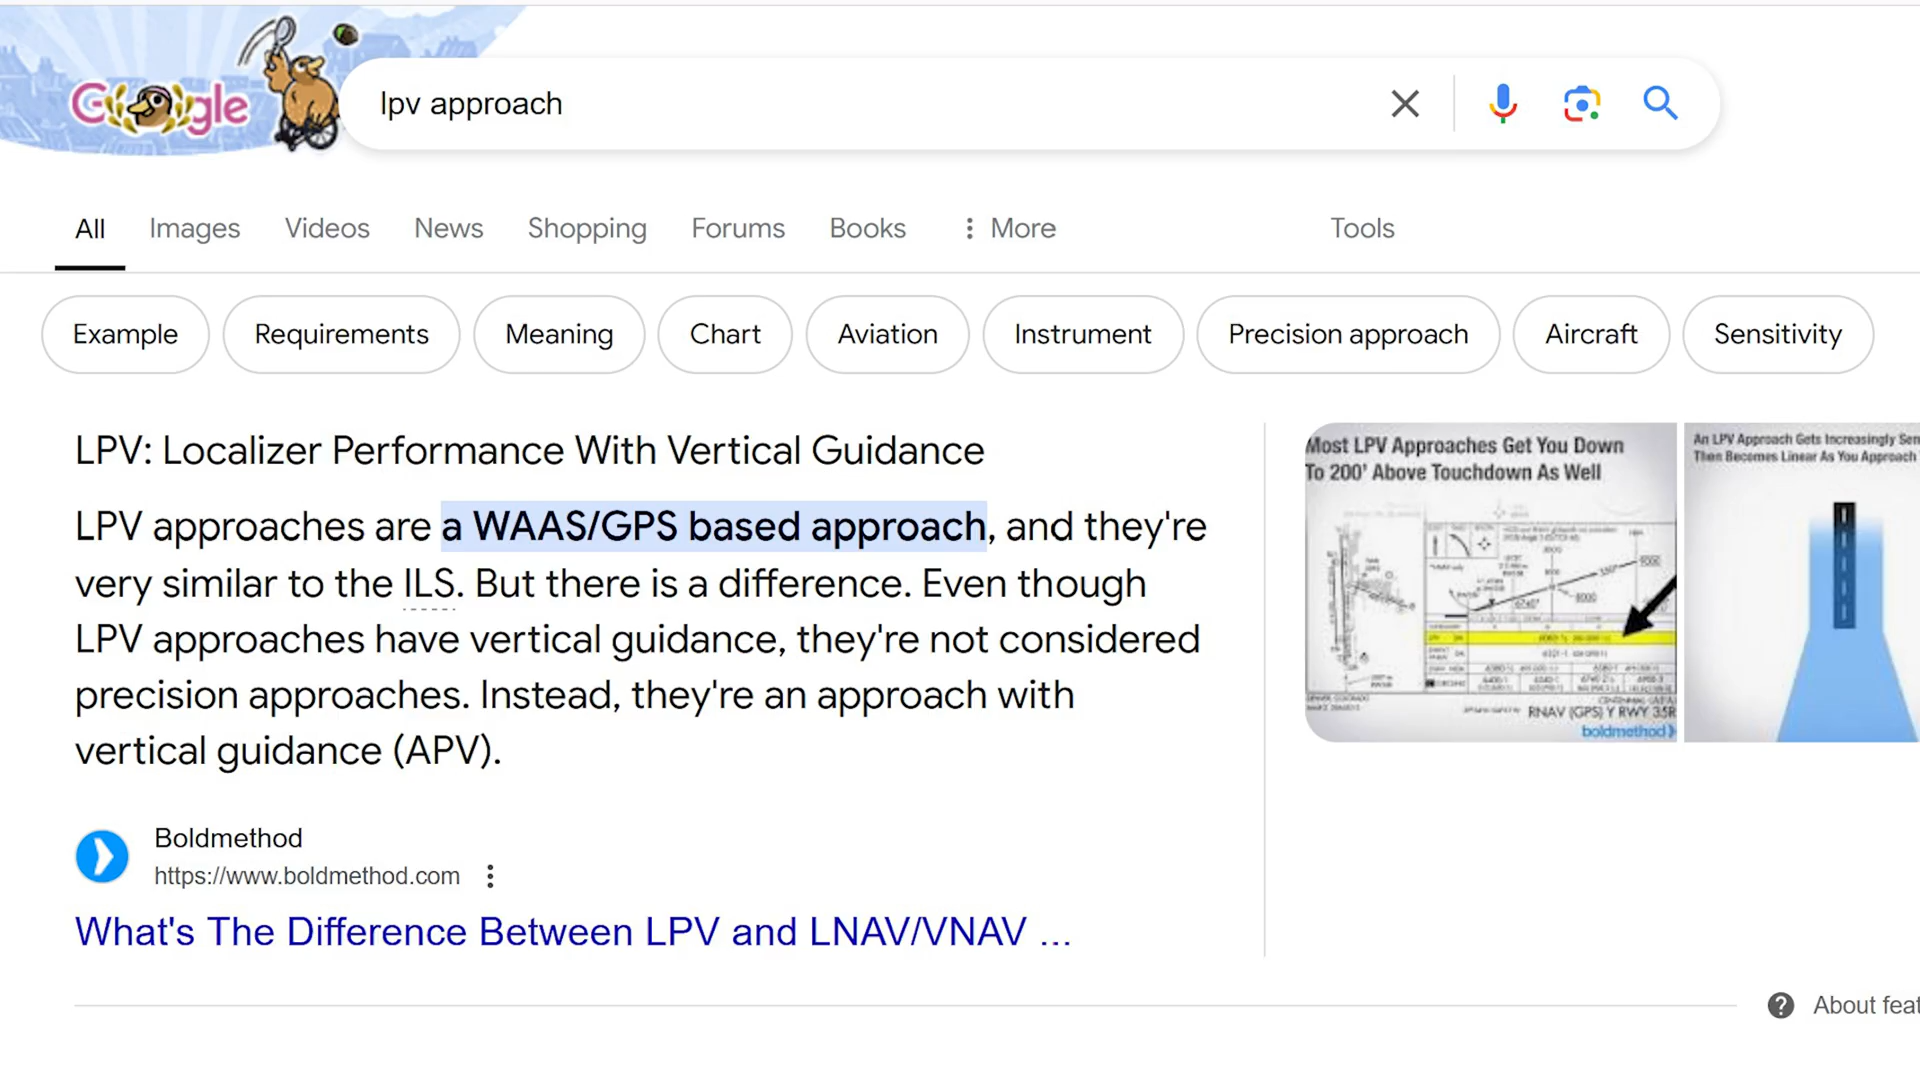 Google
lpv approach
All Images Videos News Shopping Forums Books More Tools
Example Requirements Meaning Chart Aviation Instrument Precision approach Aircraft Sensitivity
LPV: Localizer Performance With Vertical Guidance
LPV approaches are a WAAS/GPS based approach, and they're
very similar to the ILS. But there is a difference. Even though
LPV approaches have vertical guidance, they're not considered
precision approaches. Instead, they're an approach with
vertical guidance (APV).
Boldmethod
https://www.boldmethod.com
What's The Difference Between LPV and LNAV/VNAV ...
Most LPV Approaches Get You Down
To 200' Above Touchdown As Well
RNAV (GPS) Y RWY 35R
boldmethod
An LPV Approach Gets Increasingly Sen
Then Becomes Linear As You Approach
About feat